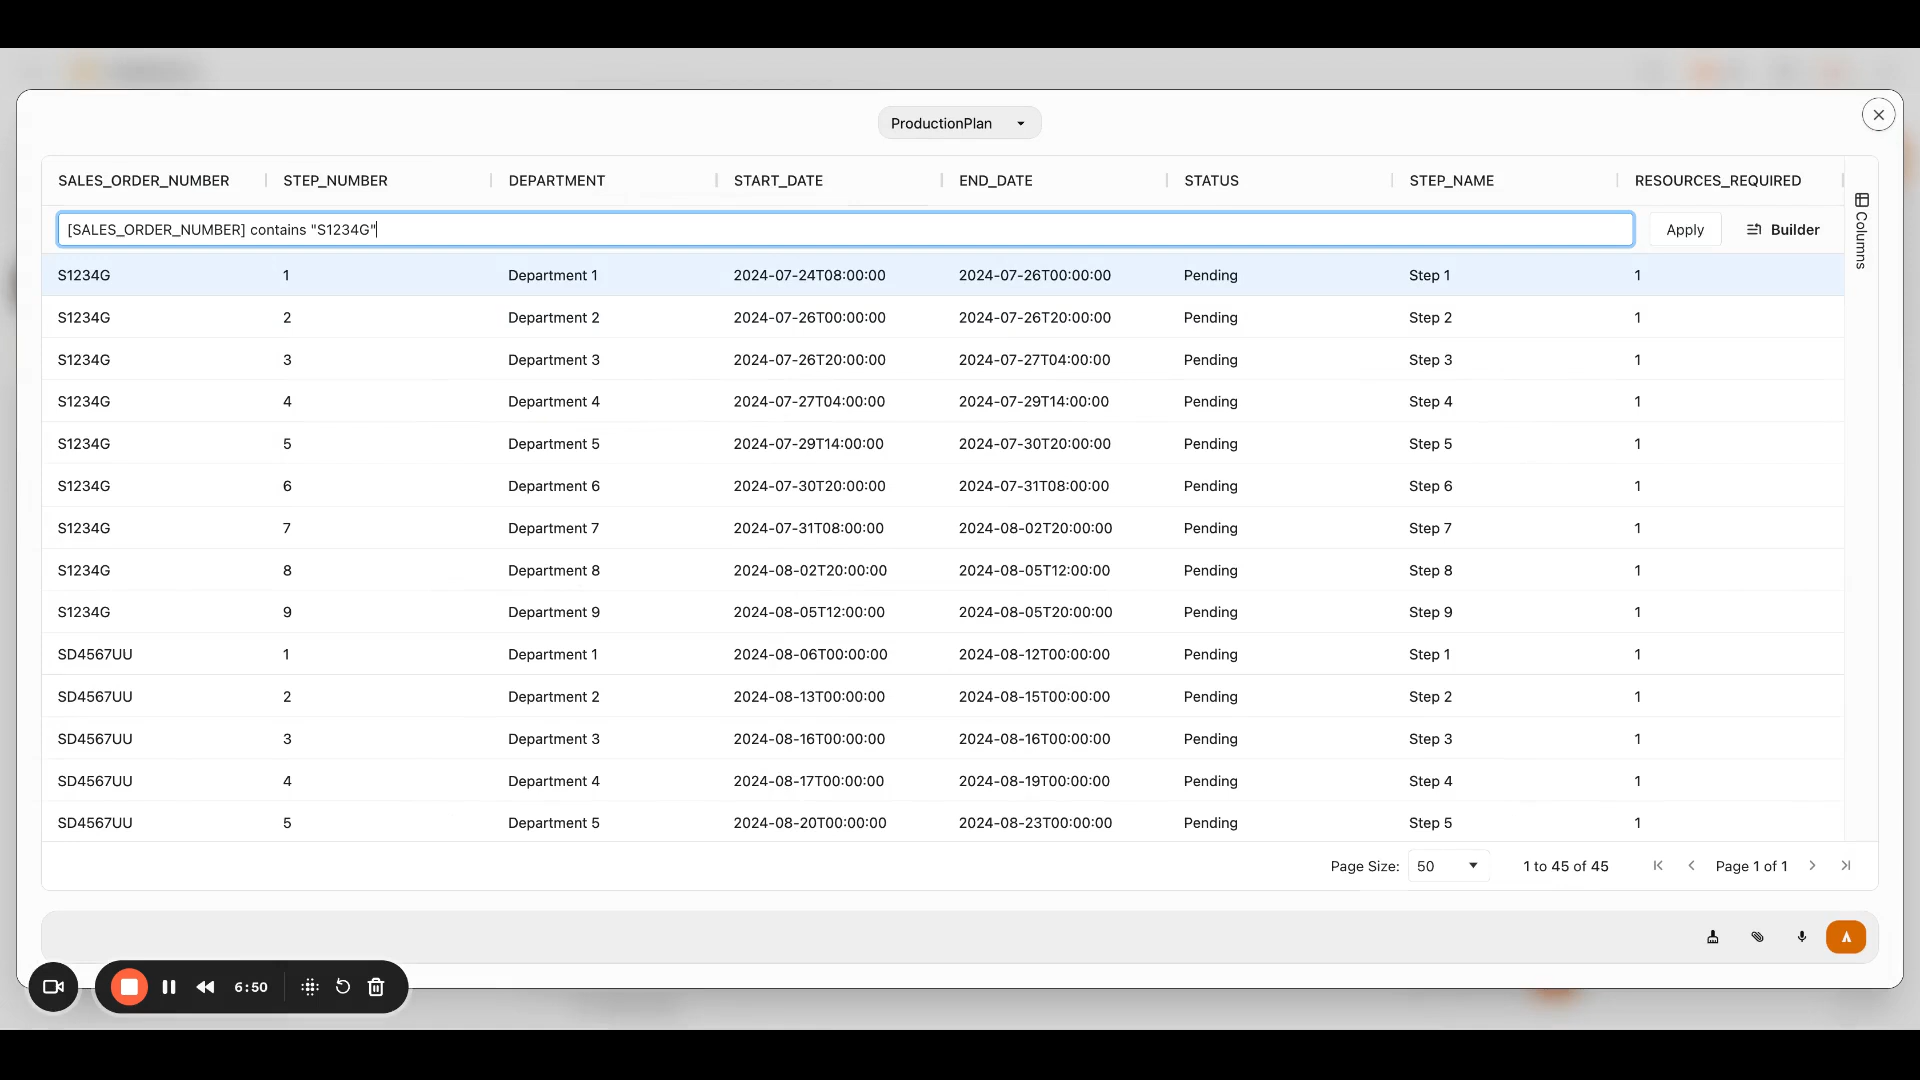 ProductionPlan
SALES_ORDER_NUMBER STEP_NUMBER DEPARTMENT START_DATE END_DATE STATUS STEP_NAME RESOURCES_REQUIRED
[SALES_ORDER_NUMBER] contains "S1234G" Apply Builder
Columns
S1234G 1 Department 1 2024-07-24T08:00:00 2024-07-26T00:00:00 Pending Step 1 1
S1234G 2 Department 2 2024-07-26T00:00:00 2024-07-26T20:00:00 Pending Step 2 1
S1234G 3 Department 3 2024-07-26T20:00:00 2024-07-27T04:00:00 Pending Step 3 1
S1234G 4 Department 4 2024-07-27T04:00:00 2024-07-29T14:00:00 Pending Step 4 1
S1234G 5 Department 5 2024-07-29T14:00:00 2024-07-30T20:00:00 Pending Step 5 1
S1234G 6 Department 6 2024-07-30T20:00:00 2024-07-31T08:00:00 Pending Step 6 1
S1234G 7 Department 7 2024-07-31T08:00:00 2024-08-02T20:00:00 Pending Step 7 1
S1234G 8 Department 8 2024-08-02T20:00:00 2024-08-05T12:00:00 Pending Step 8 1
S1234G 9 Department 9 2024-08-05T12:00:00 2024-08-05T20:00:00 Pending Step 9 1
SD4567UU 1 Department 1 2024-08-06T00:00:00 2024-08-12T00:00:00 Pending Step 1 1
SD4567UU 2 Department 2 2024-08-13T00:00:00 2024-08-15T00:00:00 Pending Step 2 1
SD4567UU 3 Department 3 2024-08-16T00:00:00 2024-08-16T00:00:00 Pending Step 3 1
SD4567UU 4 Department 4 2024-08-17T00:00:00 2024-08-19T00:00:00 Pending Step 4 1
SD4567UU 5 Department 5 2024-08-20T00:00:00 2024-08-23T00:00:00 Pending Step 5 1
Page Size: 50 1 to 45 of 45 Page 1 of 1
6:50